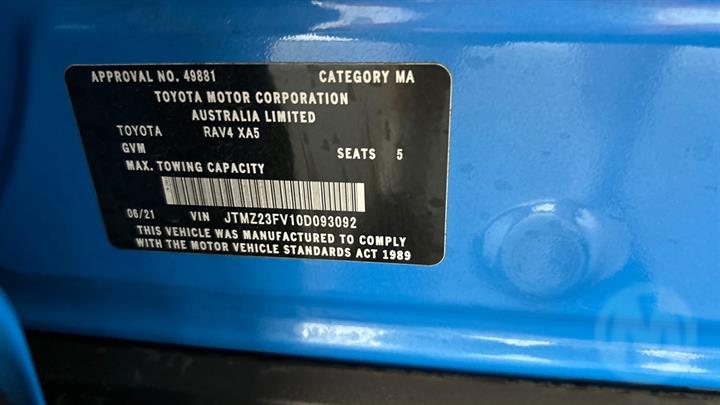 APPROVAL NO. 49881 CATEGORY MA
TOYOTA MOTOR CORPORATION
AUSTRALIA LIMITED
TOYOTA RAV4 XA5
GVM SEATS 5
MAX. TOWING CAPACITY
06/21 VIN JTMZ23FV10D093092
THIS VEHICLE WAS MANUFACTURED TO COMPLY
WITH THE MOTOR VEHICLE STANDARDS ACT 1989
M